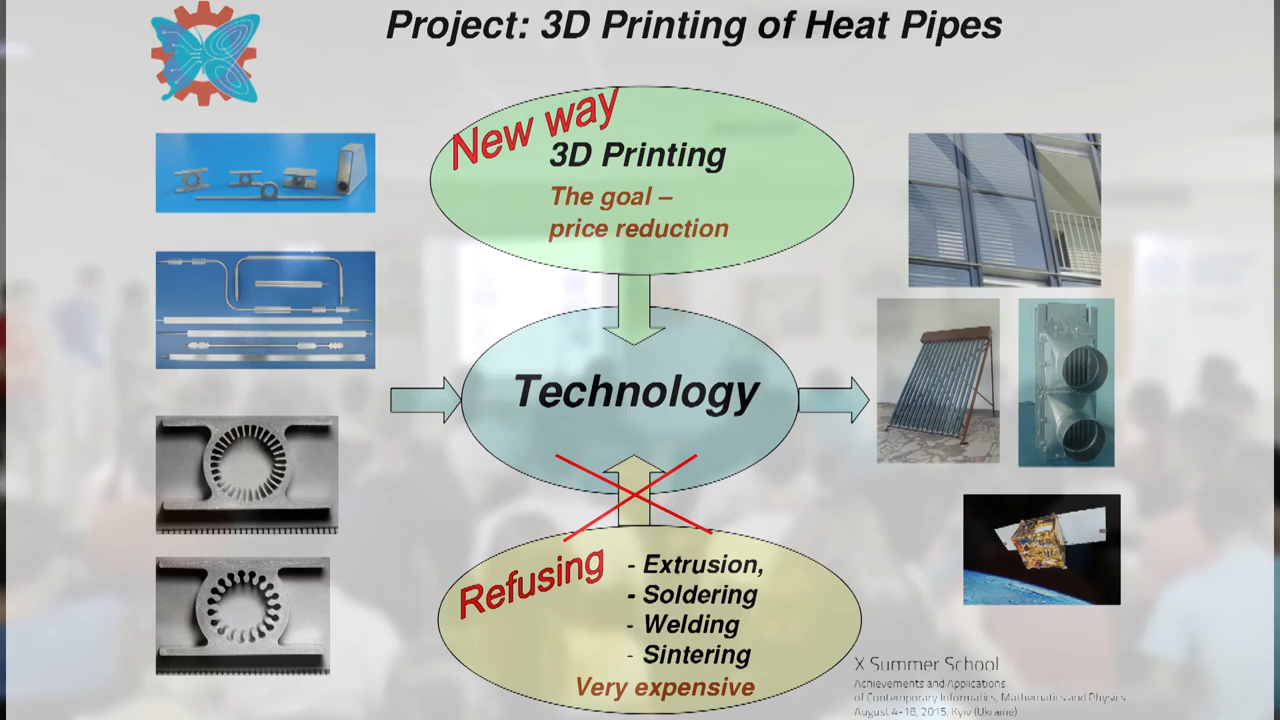 Project: 3D Printing of Heat Pipes
New way
3D Printing
The goal –
price reduction
Technology
Refusing
- Extrusion,
- Soldering
- Welding
- Sintering
Very expensive
X Summer School
Achievements and Applications
of Contemporary Informatics, Mathematics and Physics
August 4-18, 2015, Kyiv (Ukraine)